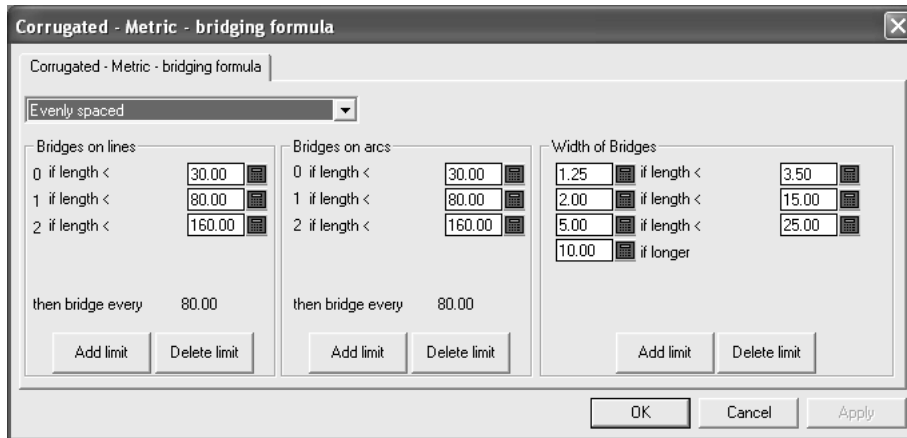 Corrugated - Metric - bridging formula
Corrugated - Metric - bridging formula
Evenly spaced
Bridges on lines
0 if length < 30.00
1 if length < 80.00
2 if length < 160.00
then bridge every 80.00
Add limit Delete limit
Bridges on arcs
0 if length < 30.00
1 if length < 80.00
2 if length < 160.00
then bridge every 80.00
Add limit Delete limit
Width of Bridges
1.25 if length < 3.50
2.00 if length < 15.00
5.00 if length < 25.00
10.00 if longer
Add limit Delete limit
OK Cancel Apply